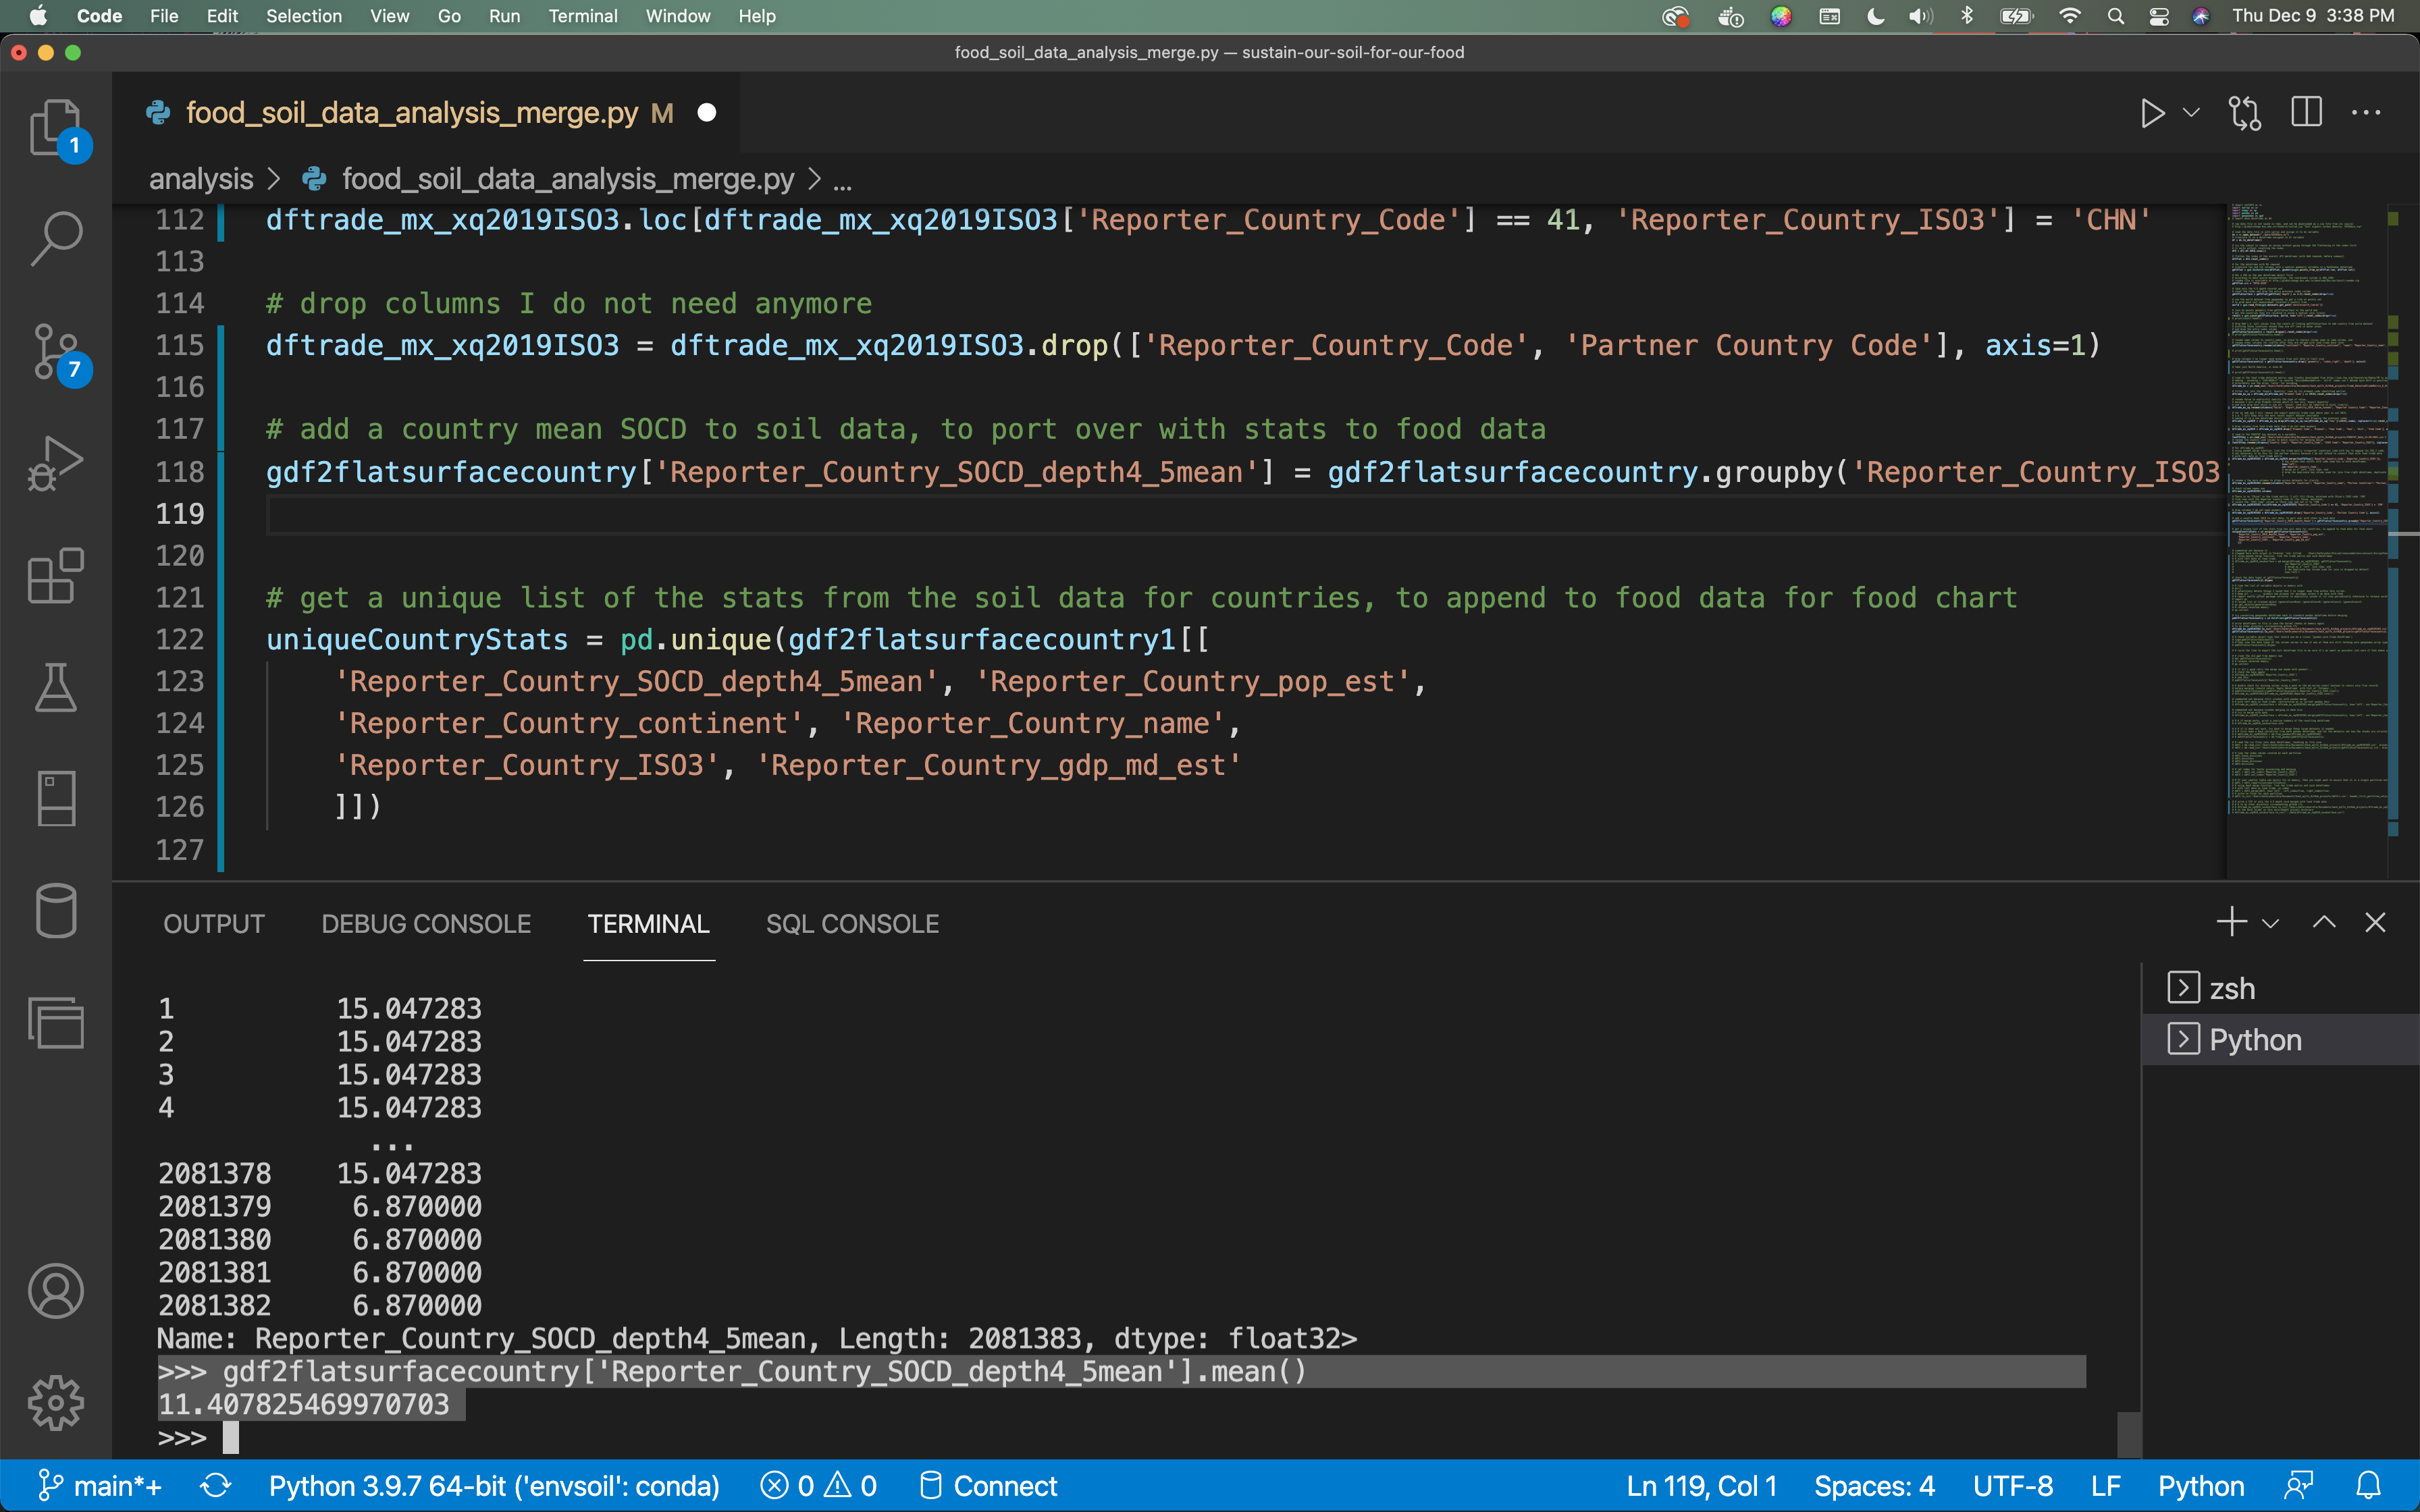 Code File Edit Selection View Go Run Terminal Window Help Thu Dec 9 3:38 PM
food_soil_data_analysis_merge.py — sustain-our-soil-for-our-food
food_soil_data_analysis_merge.py M
1
analysis > food_soil_data_analysis_merge.py > ...
112 dftrade_mx_xq2019ISO3.loc[dftrade_mx_xq2019ISO3['Reporter_Country_Code'] == 41, 'Reporter_Country_ISO3'] = 'CHN'
113
114 # drop columns I do not need anymore
115 dftrade_mx_xq2019ISO3 = dftrade_mx_xq2019ISO3.drop(['Reporter_Country_Code', 'Partner Country Code'], axis=1)
7
116
117 # add a country mean SOCD to soil data, to port over with stats to food data
118 gdf2flatsurfacecountry['Reporter_Country_SOCD_depth4_5mean'] = gdf2flatsurfacecountry.groupby('Reporter_Country_ISO3
119
120
121 # get a unique list of the stats from the soil data for countries, to append to food data for food chart
122 uniqueCountryStats = pd.unique(gdf2flatsurfacecountry1[[
123 'Reporter_Country_SOCD_depth4_5mean', 'Reporter_Country_pop_est',
124 'Reporter_Country_continent', 'Reporter_Country_name',
125 'Reporter_Country_ISO3', 'Reporter_Country_gdp_md_est'
126 ]])
127
OUTPUT DEBUG CONSOLE TERMINAL SQL CONSOLE
zsh
Python
1 15.047283
2 15.047283
3 15.047283
4 15.047283
...
2081378 15.047283
2081379 6.870000
2081380 6.870000
2081381 6.870000
2081382 6.870000
Name: Reporter_Country_SOCD_depth4_5mean, Length: 2081383, dtype: float32>
>>> gdf2flatsurfacecountry['Reporter_Country_SOCD_depth4_5mean'].mean()
11.407825469970703
>>>
main*+ Python 3.9.7 64-bit ('envsoil': conda) 0 0 Connect Ln 119, Col 1 Spaces: 4 UTF-8 LF Python